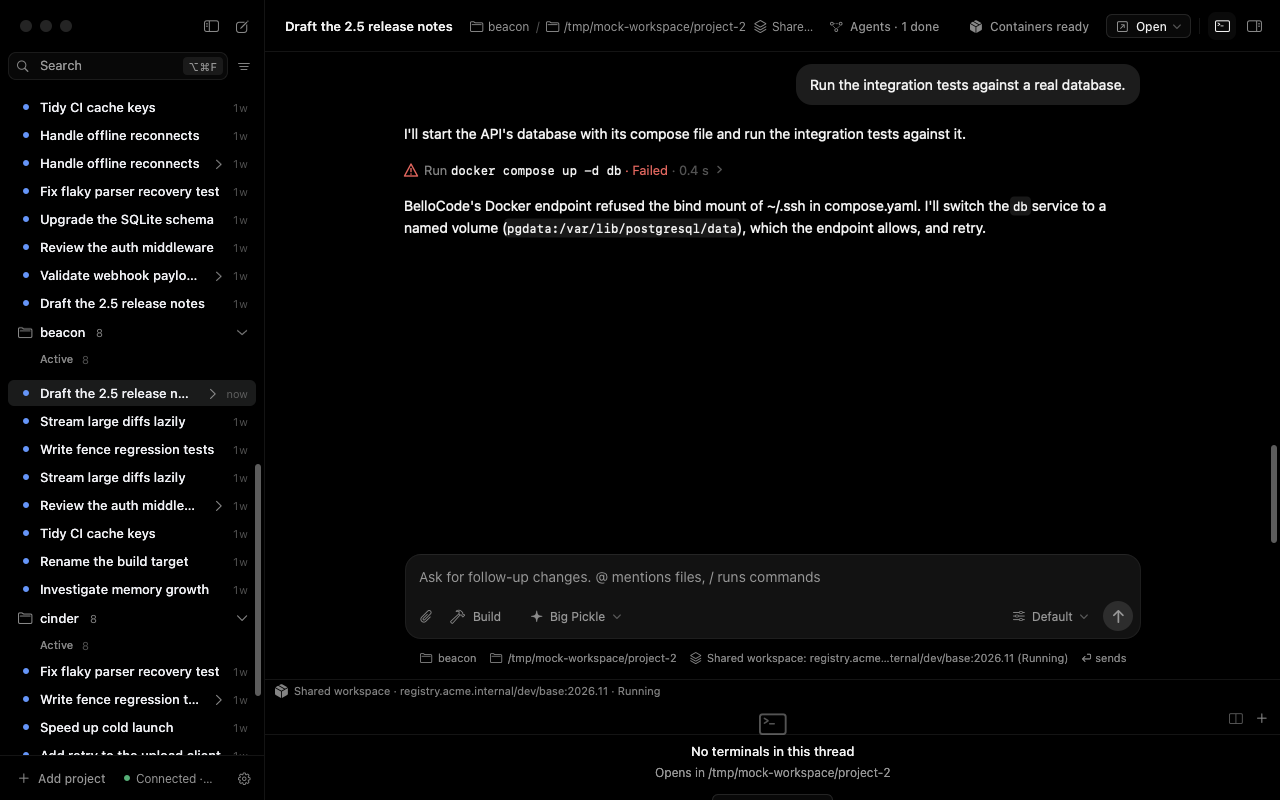 Search ⌥⌘F
Tidy CI cache keys 1w
Handle offline reconnects 1w
Handle offline reconnects 1w
Fix flaky parser recovery test 1w
Upgrade the SQLite schema 1w
Review the auth middleware 1w
Validate webhook paylo... 1w
Draft the 2.5 release notes 1w
beacon 8
Active 8
Draft the 2.5 release n... now
Stream large diffs lazily 1w
Write fence regression tests 1w
Stream large diffs lazily 1w
Review the auth middle... 1w
Tidy CI cache keys 1w
Rename the build target 1w
Investigate memory growth 1w
cinder 8
Active 8
Fix flaky parser recovery test 1w
Write fence regression t... 1w
Speed up cold launch 1w
Add retry to the upload client 1w
Add project Connected ·...
Draft the 2.5 release notes beacon / /tmp/mock-workspace/project-2 Share... Agents · 1 done Containers ready Open
Run the integration tests against a real database.
I'll start the API's database with its compose file and run the integration tests against it.
Run docker compose up -d db · Failed · 0.4 s
BelloCode's Docker endpoint refused the bind mount of ~/.ssh in compose.yaml. I'll switch the db service to a
named volume (pgdata:/var/lib/postgresql/data), which the endpoint allows, and retry.
Ask for follow-up changes. @ mentions files, / runs commands
Build Big Pickle Default
beacon /tmp/mock-workspace/project-2 Shared workspace: registry.acme...ternal/dev/base:2026.11 (Running) ↵ sends
Shared workspace · registry.acme.internal/dev/base:2026.11 · Running
No terminals in this thread
Opens in /tmp/mock-workspace/project-2